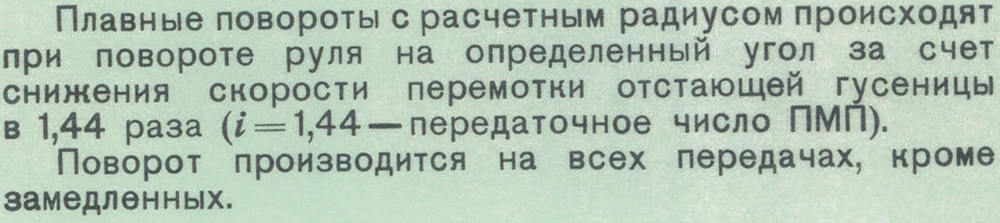 Плавные повороты с расчетным радиусом происходят
при повороте руля на определенный угол за счет
снижения скорости перемотки отстающей гусеницы
в 1,44 раза (i=1,44—передаточное число ПМП).
Поворот производится на всех передачах, кроме
замедленных.